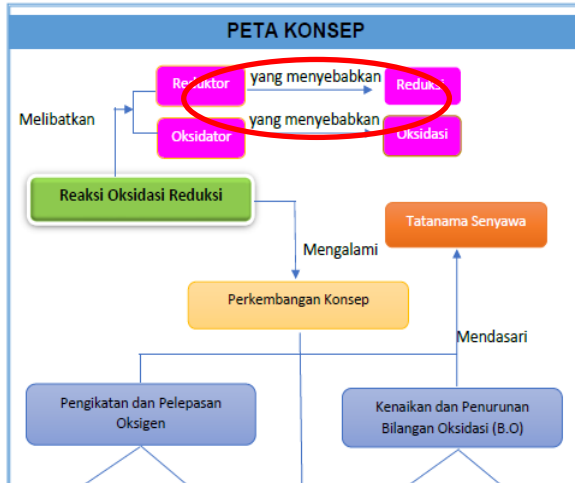 PETA KONSEP
Reduktor
yang menyebabkan
Reduksi
Melibatkan
Oksidator
yang menyebabkan
Oksidasi
Reaksi Oksidasi Reduksi
Tatanama Senyawa
Mengalami
Perkembangan Konsep
Mendasari
Pengikatan dan Pelepasan
Oksigen
Kenaikan dan Penurunan
Bilangan Oksidasi (B.O)